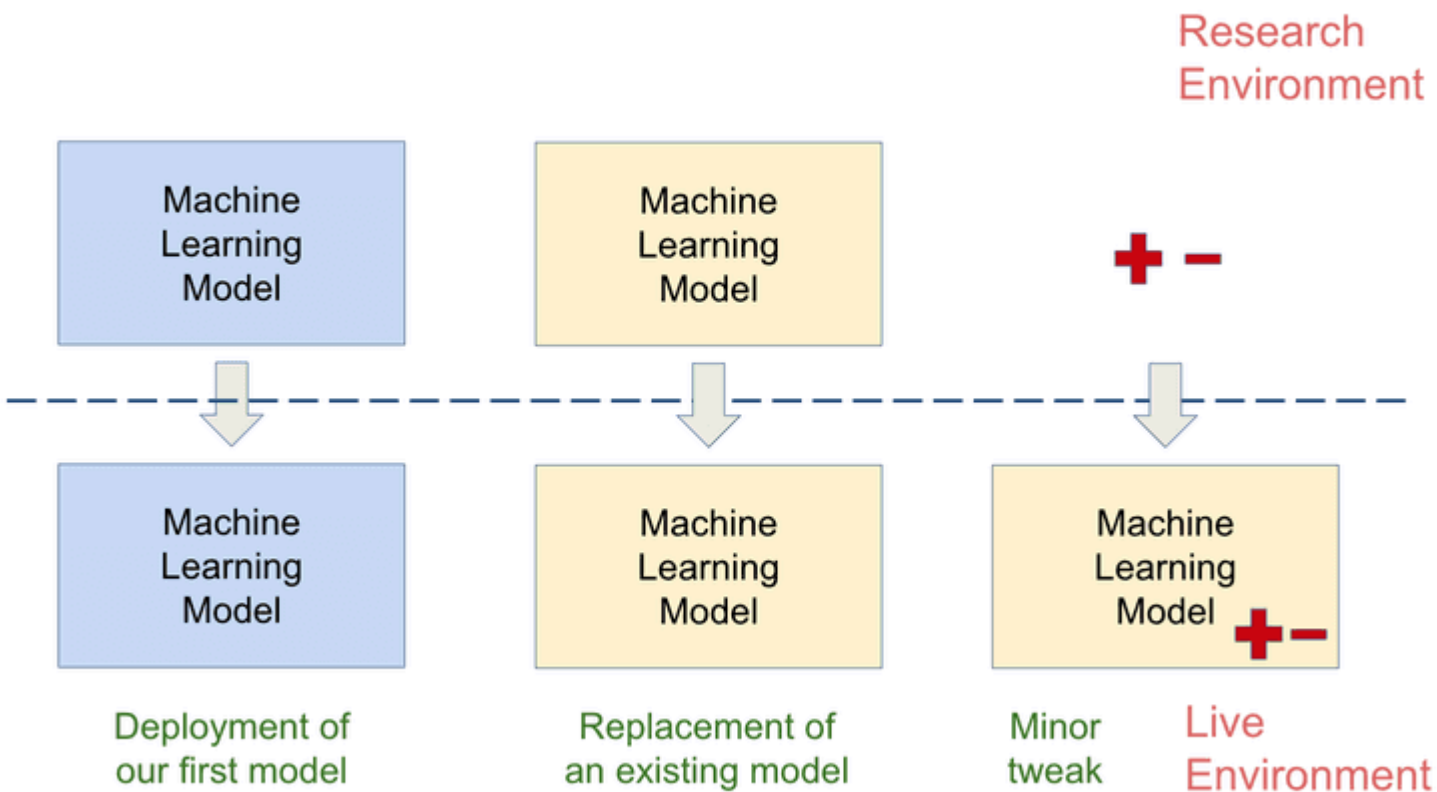 Research
Environment
Machine
Learning
Model
Machine
Learning
Model
Machine
Learning
Model
Machine
Learning
Model
Machine
Learning
Model
Deployment of
our first model
Replacement of
an existing model
Minor
tweak
Live
Environment